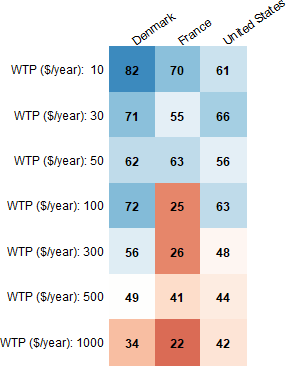 Denmark France United States
WTP ($/year): 10 82 70 61
WTP ($/year): 30 71 55 66
WTP ($/year): 50 62 63 56
WTP ($/year): 100 72 25 63
WTP ($/year): 300 56 26 48
WTP ($/year): 500 49 41 44
WTP ($/year): 1000 34 22 42